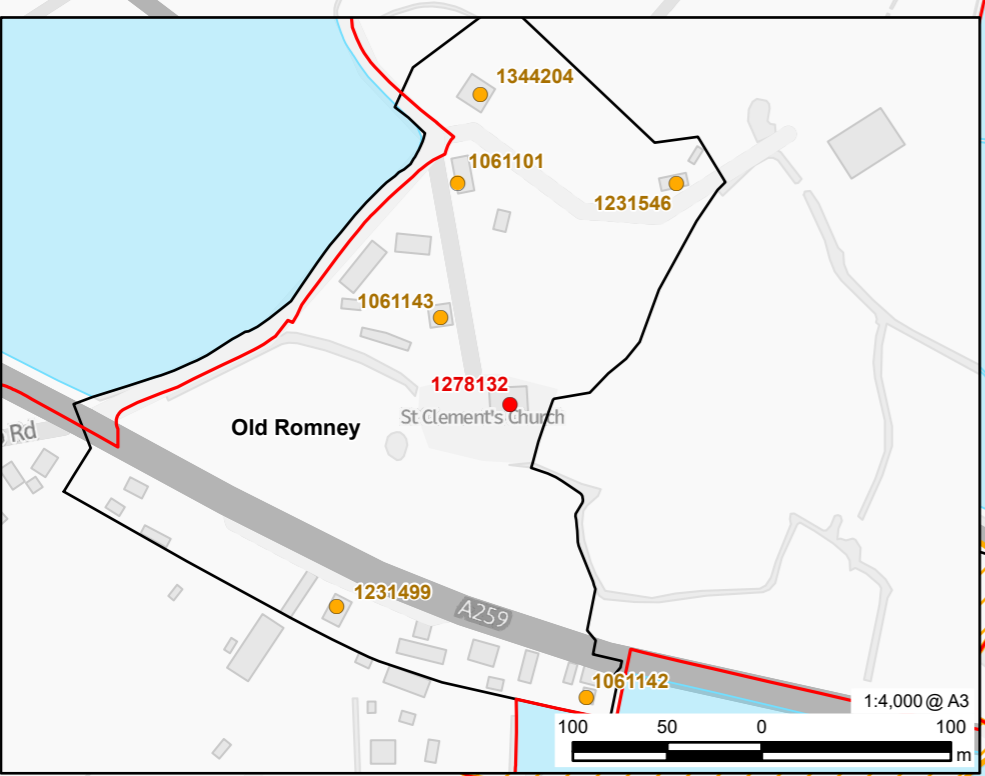 1344204
1061101
1231546
1061143
1278132
St Clement's Church
Old Romney
Rd
1231499
A259
1061142
1:4,000 @ A3
100 50 0 100
m